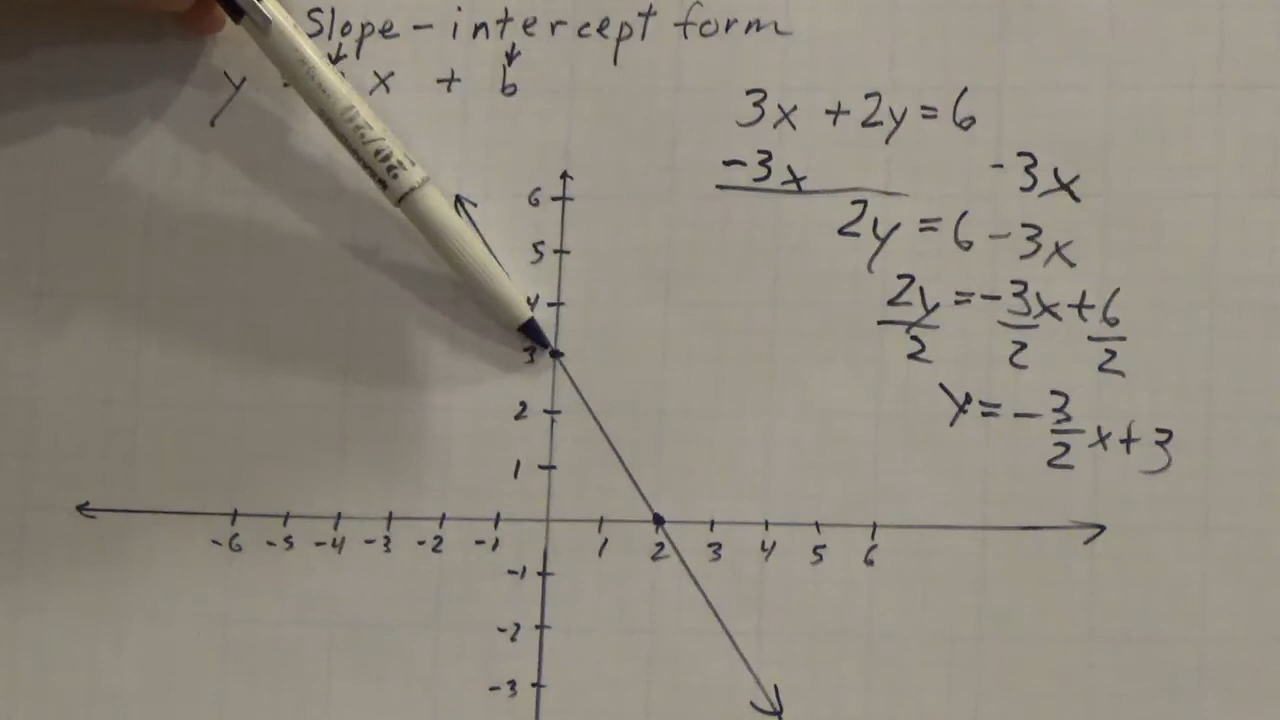 Slope-intercept form
y = x + b
20/20
3x + 2y = 6
-3x -3x
2y = 6 - 3x
2y = -3x + 6
2 2 2
y = -3/2 x + 3
6
5
4
3
2
1
-6 -5 -4 -3 -2 -1 1 2 3 4 5 6
-1
-2
-3